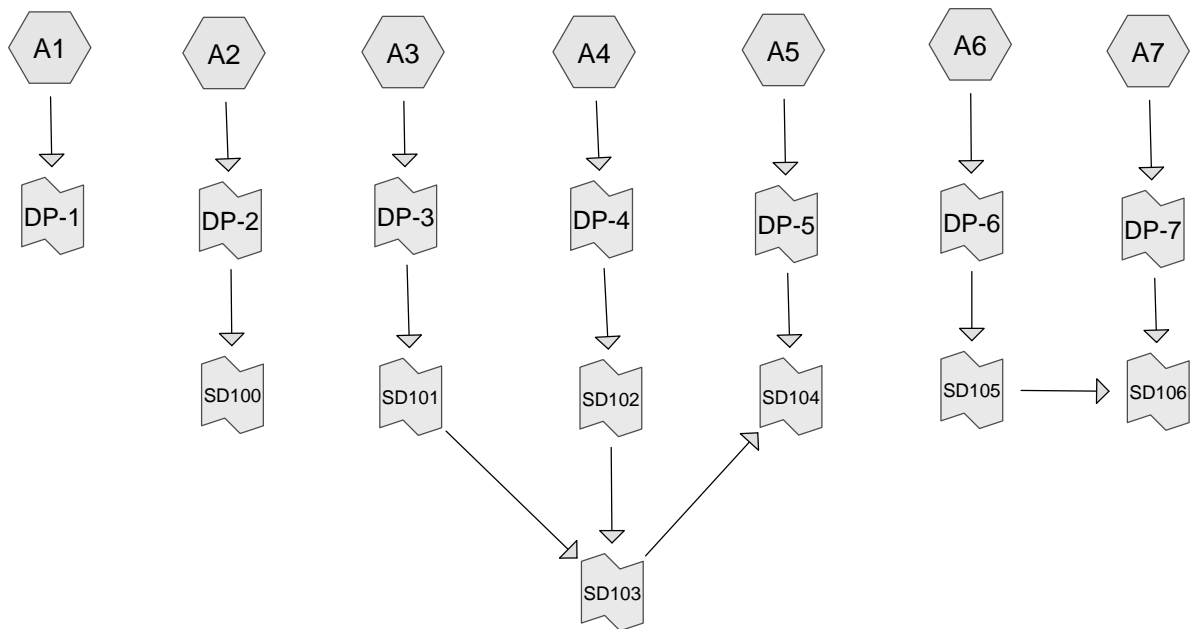 A1
A2
A3
A4
A5
A6
A7
DP-1
DP-2
DP-3
DP-4
DP-5
DP-6
DP-7
SD100
SD101
SD102
SD104
SD105
SD106
SD103